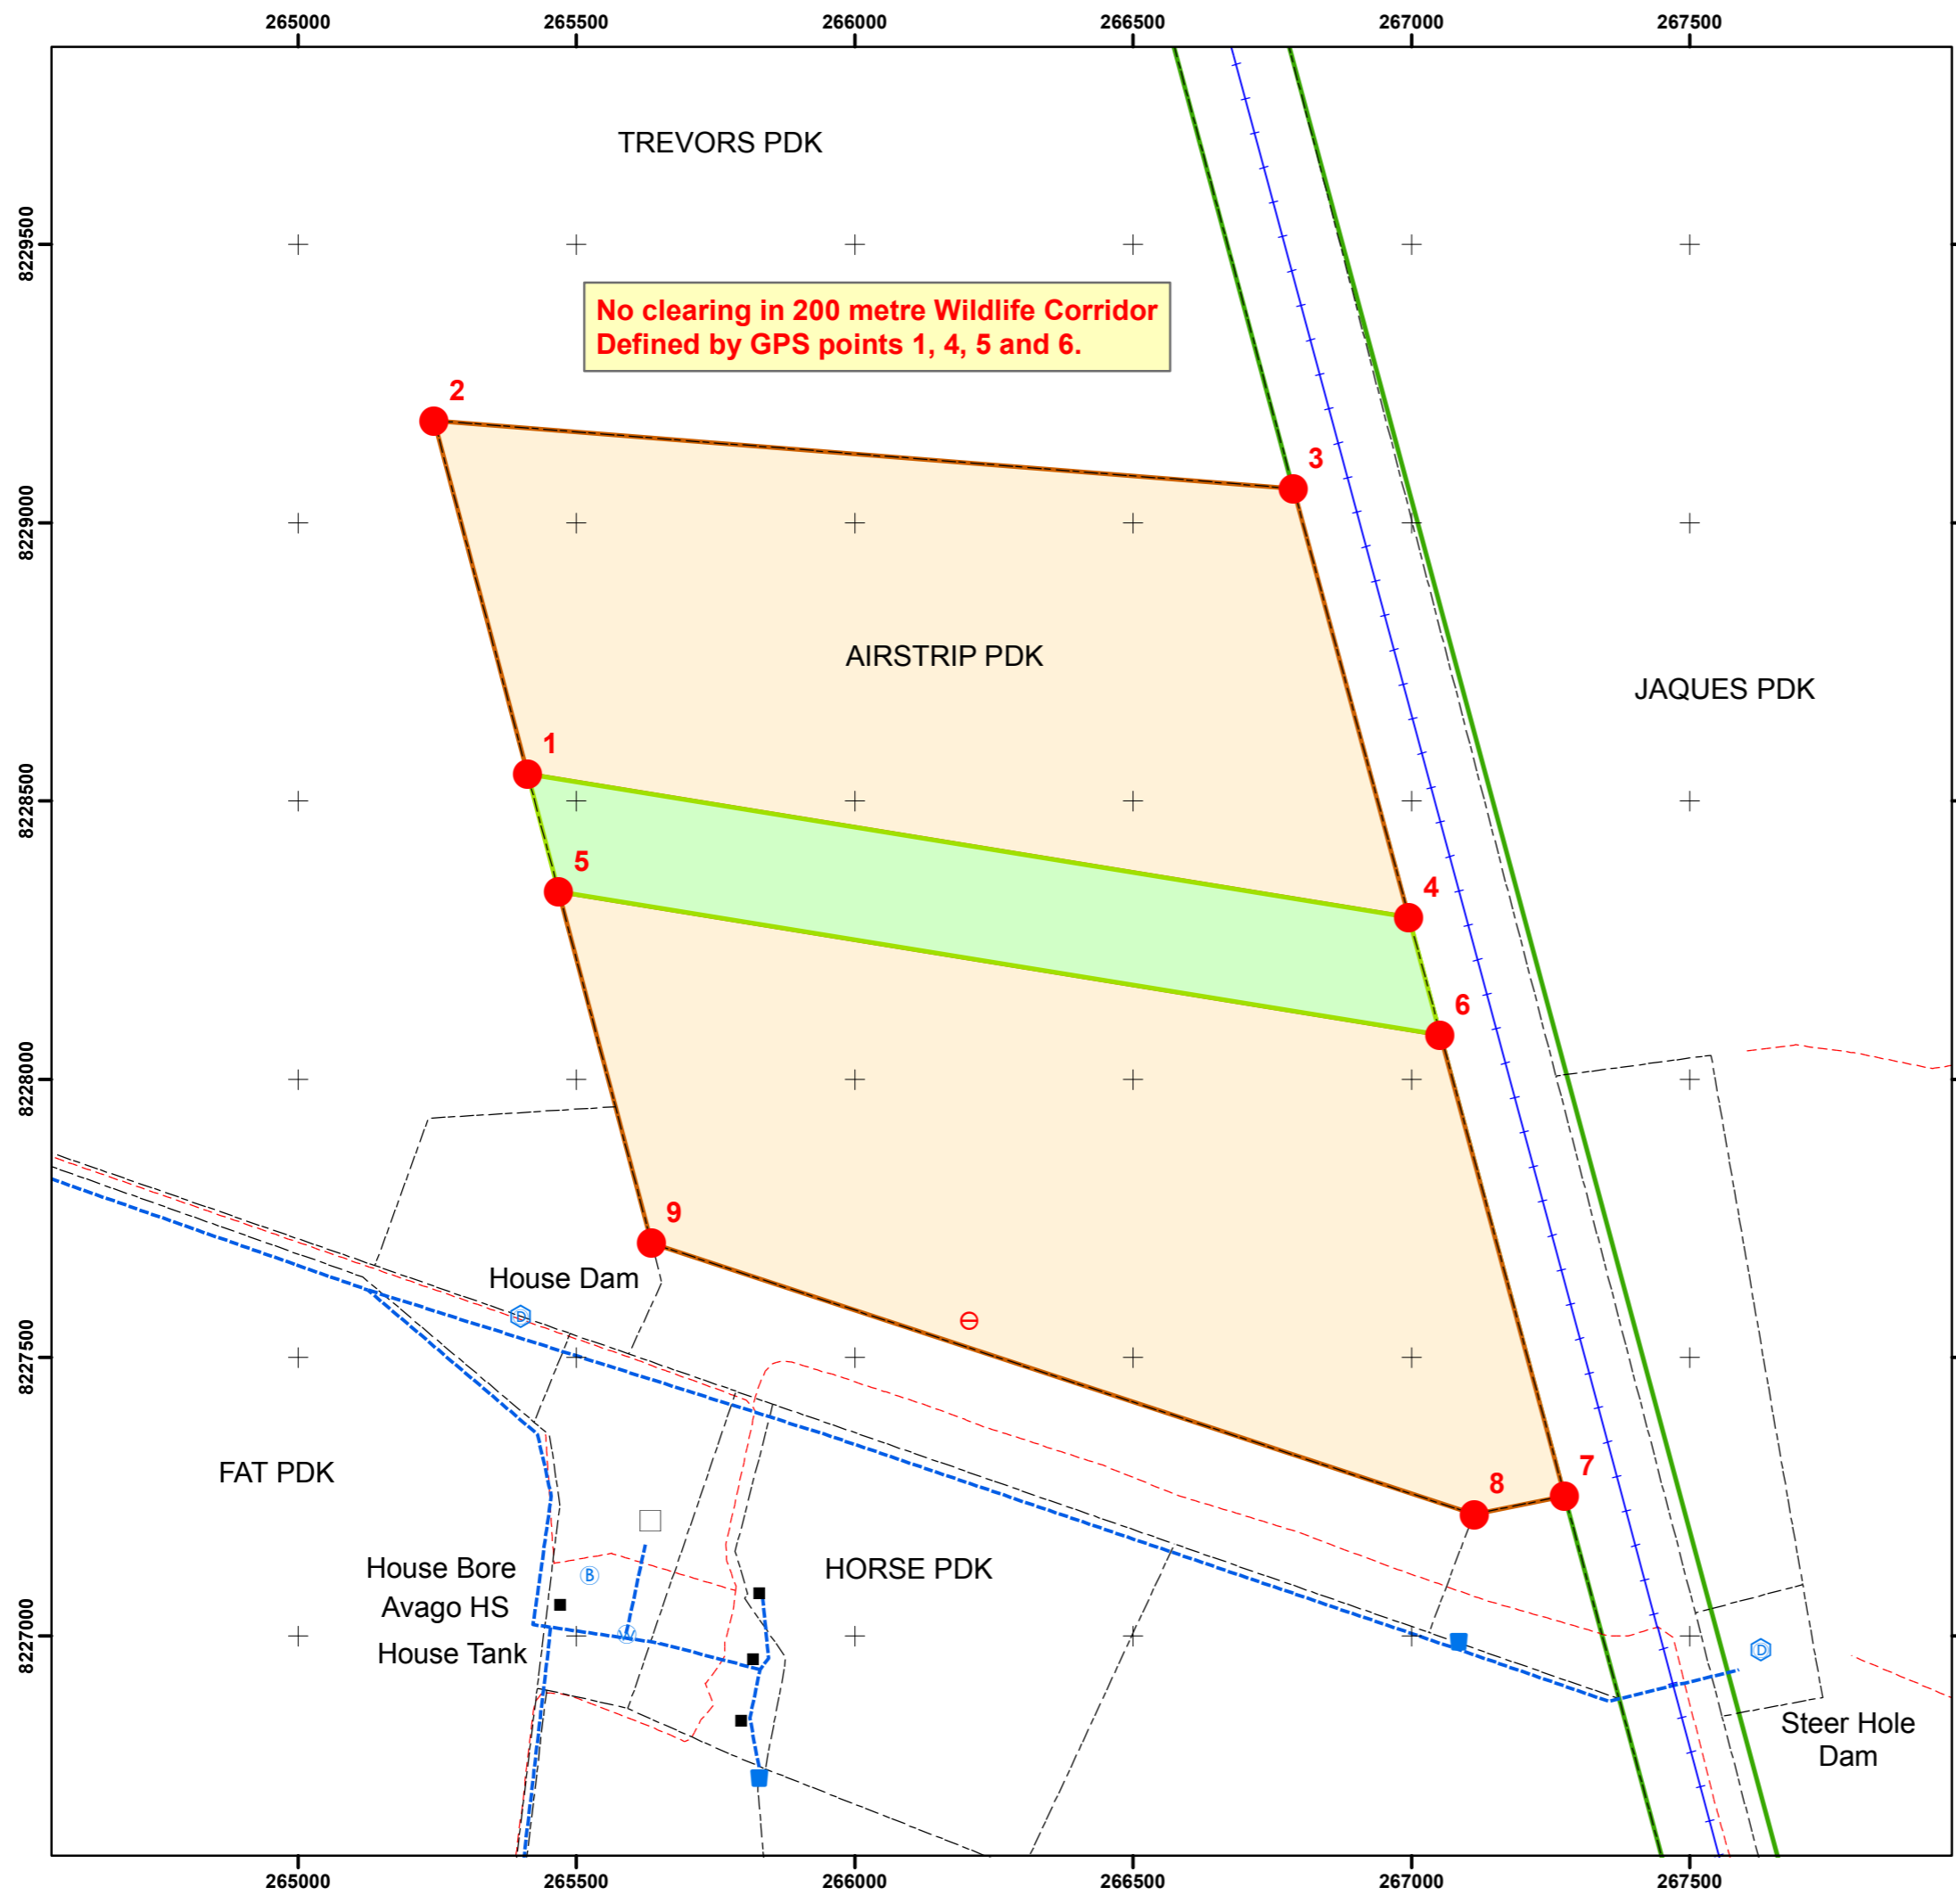 265000 265500 266000 266500 267000 267500
TREVORS PDK
8229500
No clearing in 200 metre Wildlife Corridor
Defined by GPS points 1, 4, 5 and 6.
2
3
8229000
AIRSTRIP PDK
JAQUES PDK
1
8228500
5
4
6
8228000
9
House Dam
D
8227500
FAT PDK
7
8
House Bore
B
HORSE PDK
Avago HS
8227000
W
House Tank
D
Steer Hole
Dam
265000 265500 266000 266500 267000 267500